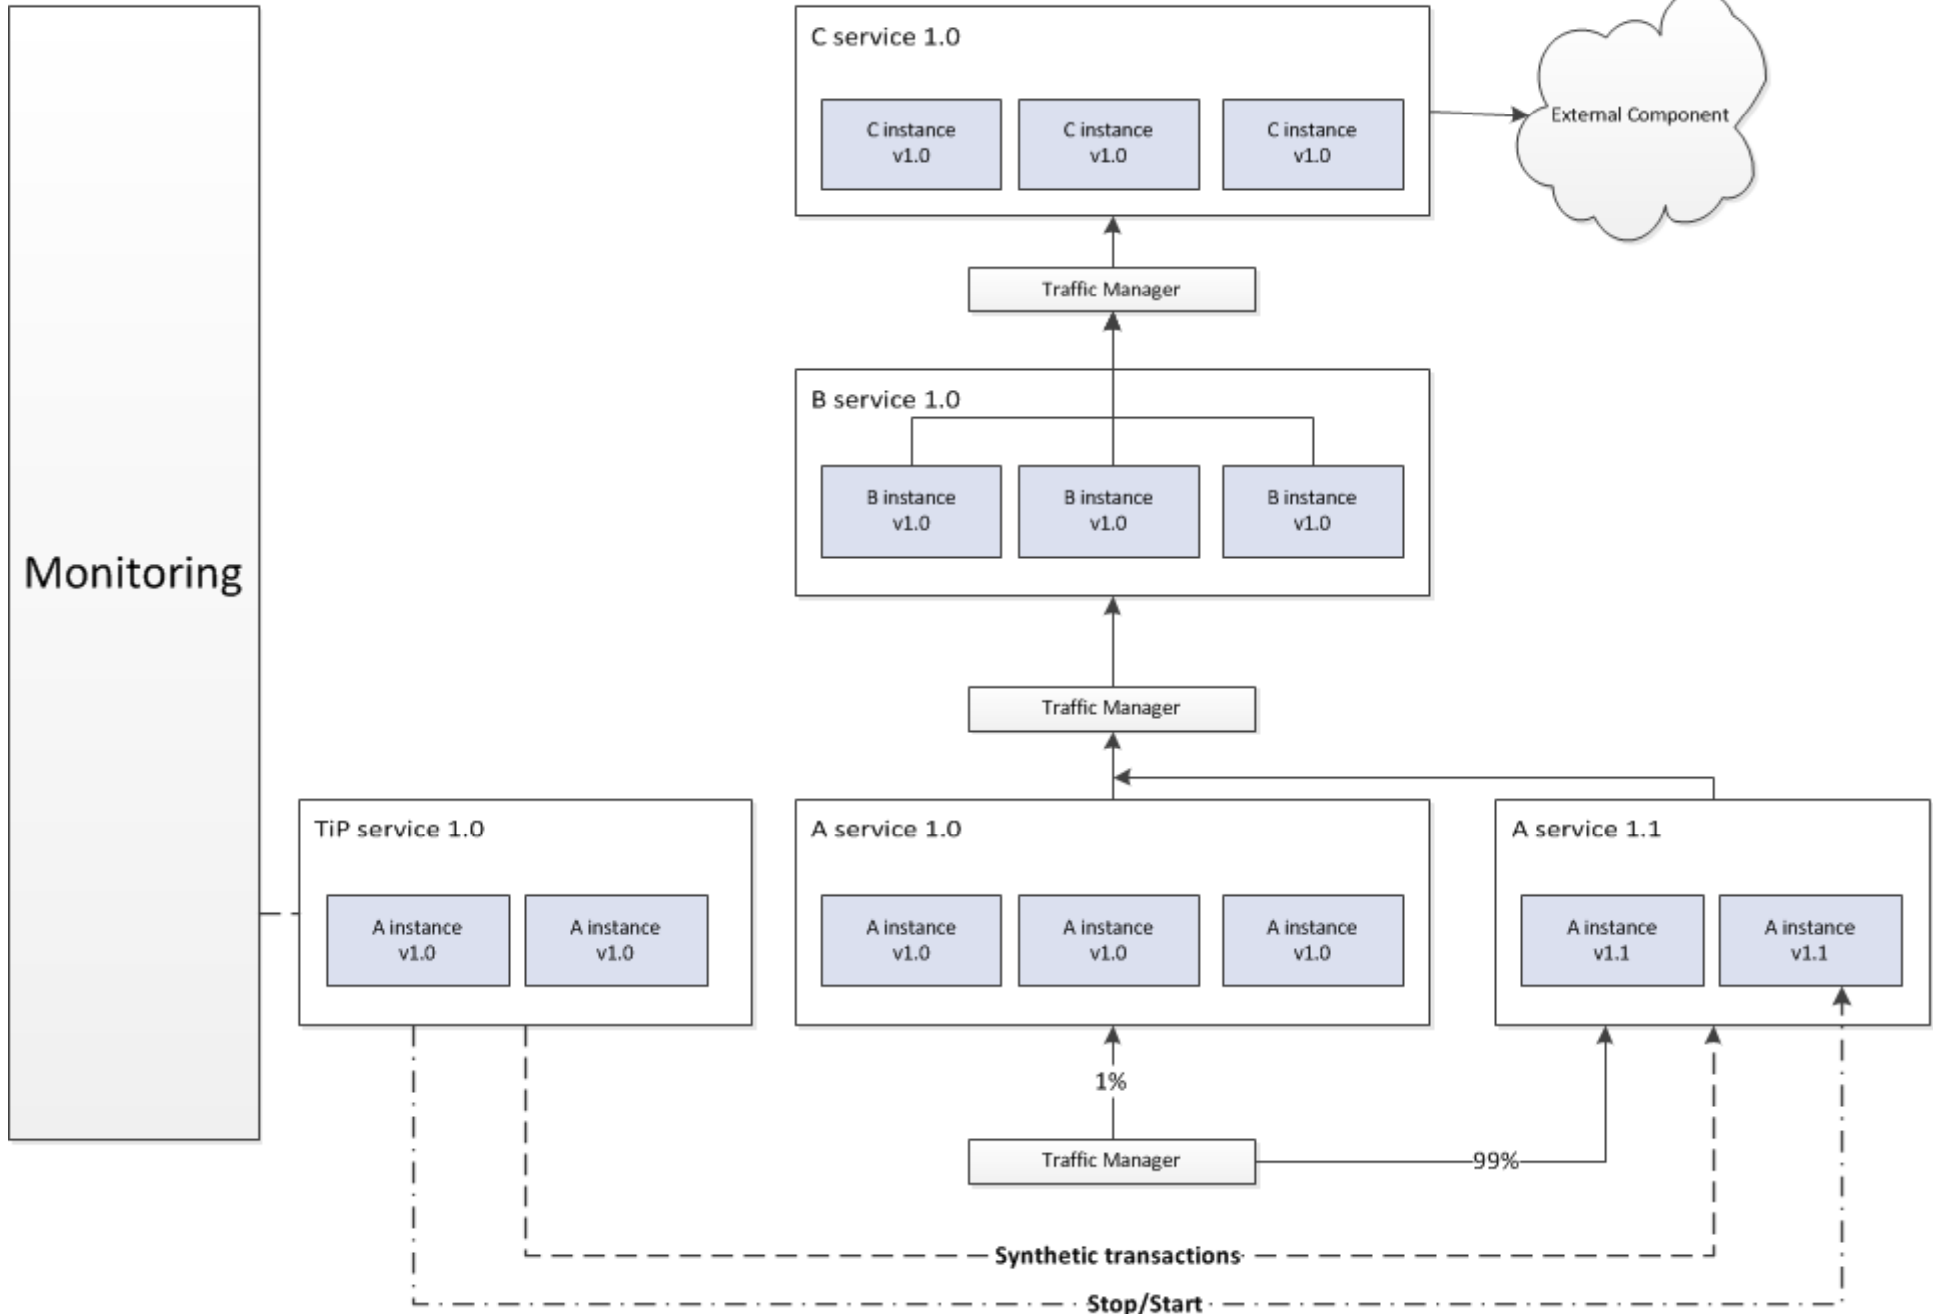 C service 1.0
C instance
v1.0
C instance
v1.0
C instance
v1.0
External Component
Traffic Manager
B service 1.0
B instance
v1.0
B instance
v1.0
B instance
v1.0
Monitoring
Traffic Manager
TiP service 1.0
A instance
v1.0
A instance
v1.0
A service 1.0
A instance
v1.0
A instance
v1.0
A instance
v1.0
A service 1.1
A instance
v1.1
A instance
v1.1
1%
Traffic Manager
99%
Synthetic transactions
Stop/Start